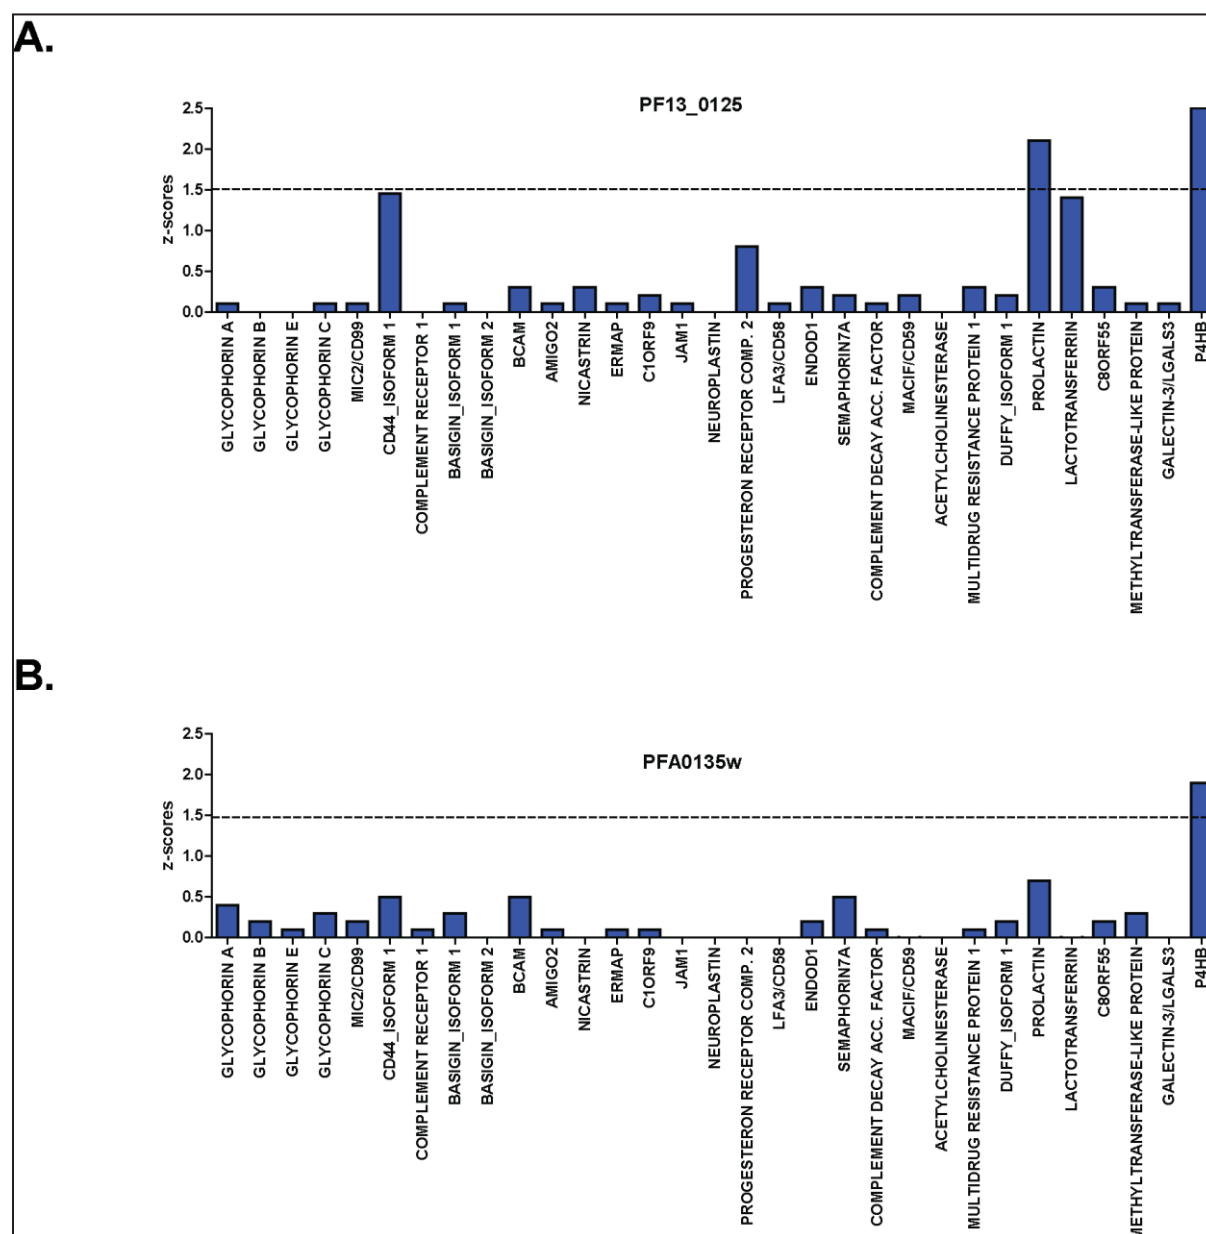 A.
PF13_0125
z-scores
2.5
2.0
1.5
1.0
0.5
0.0
GLYCOPHORIN A
GLYCOPHORIN B
GLYCOPHORIN E
GLYCOPHORIN C
MIC2/CD99
CD44_ISOFORM 1
COMPLEMENT RECEPTOR 1
BASIGIN_ISOFORM 1
BASIGIN_ISOFORM 2
BCAM
AMIGO2
NICASTRIN
ERMAP
C1ORF9
JAM1
NEUROPLASTIN
PROGESTERON RECEPTOR COMP. 2
LFA3/CD58
ENDOD1
SEMAPHORIN7A
COMPLEMENT DECAY ACC. FACTOR
MACIF/CD59
ACETYLCHOLINESTERASE
MULTIDRUG RESISTANCE PROTEIN 1
DUFFY_ISOFORM 1
PROLACTIN
LACTOTRANSFERRIN
C8ORF55
METHYLTRANSFERASE-LIKE PROTEIN
GALECTIN-3/LGALS3
P4HB
B.
PFA0135w
z-scores
2.5
2.0
1.5
1.0
0.5
0.0
GLYCOPHORIN A
GLYCOPHORIN B
GLYCOPHORIN E
GLYCOPHORIN C
MIC2/CD99
CD44_ISOFORM 1
COMPLEMENT RECEPTOR 1
BASIGIN_ISOFORM 1
BASIGIN_ISOFORM 2
BCAM
AMIGO2
NICASTRIN
ERMAP
C1ORF9
JAM1
NEUROPLASTIN
PROGESTERON RECEPTOR COMP. 2
LFA3/CD58
ENDOD1
SEMAPHORIN7A
COMPLEMENT DECAY ACC. FACTOR
MACIF/CD59
ACETYLCHOLINESTERASE
MULTIDRUG RESISTANCE PROTEIN 1
DUFFY_ISOFORM 1
PROLACTIN
LACTOTRANSFERRIN
C8ORF55
METHYLTRANSFERASE-LIKE PROTEIN
GALECTIN-3/LGALS3
P4HB